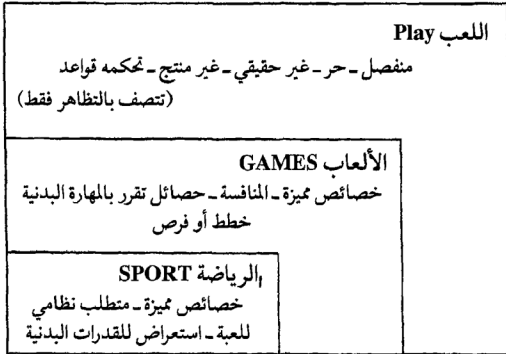 اللعب Play
منفصل - حر - غير حقيقي - غير منتج - تحكمه قواعد
(تتصف بالتظاهر فقط)
الألعاب GAMES
خصائص مميزة - المنافسة - حصائل تقرر بالمهارة البدنية
خطط أو فرص
الرياضة SPORT
خصائص مميزة - متطلب نظامي
للعبة - استعراض للقدرات البدنية